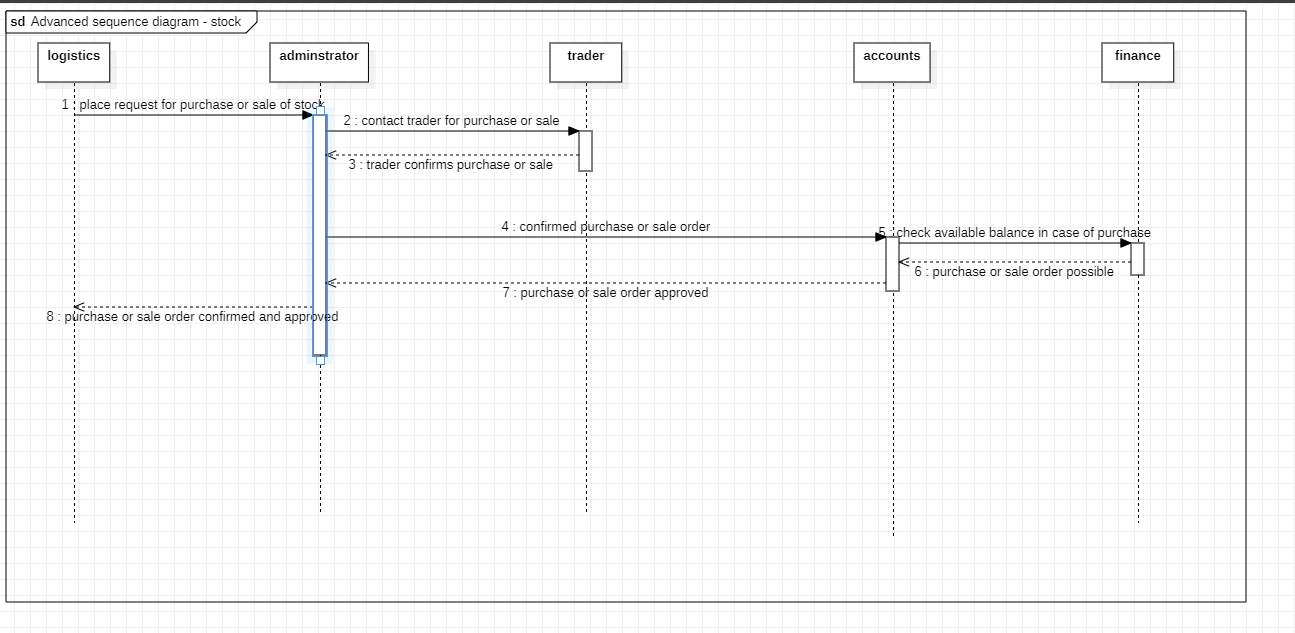 sd Advanced sequence diagram - stock
logistics
adminstrator
trader
accounts
finance
1 : place request for purchase or sale of stock
2 : contact trader for purchase or sale
3 : trader confirms purchase or sale
4 : confirmed purchase or sale order
5 : check available balance in case of purchase
6 : purchase or sale order possible
7 : purchase or sale order approved
8 : purchase or sale order confirmed and approved